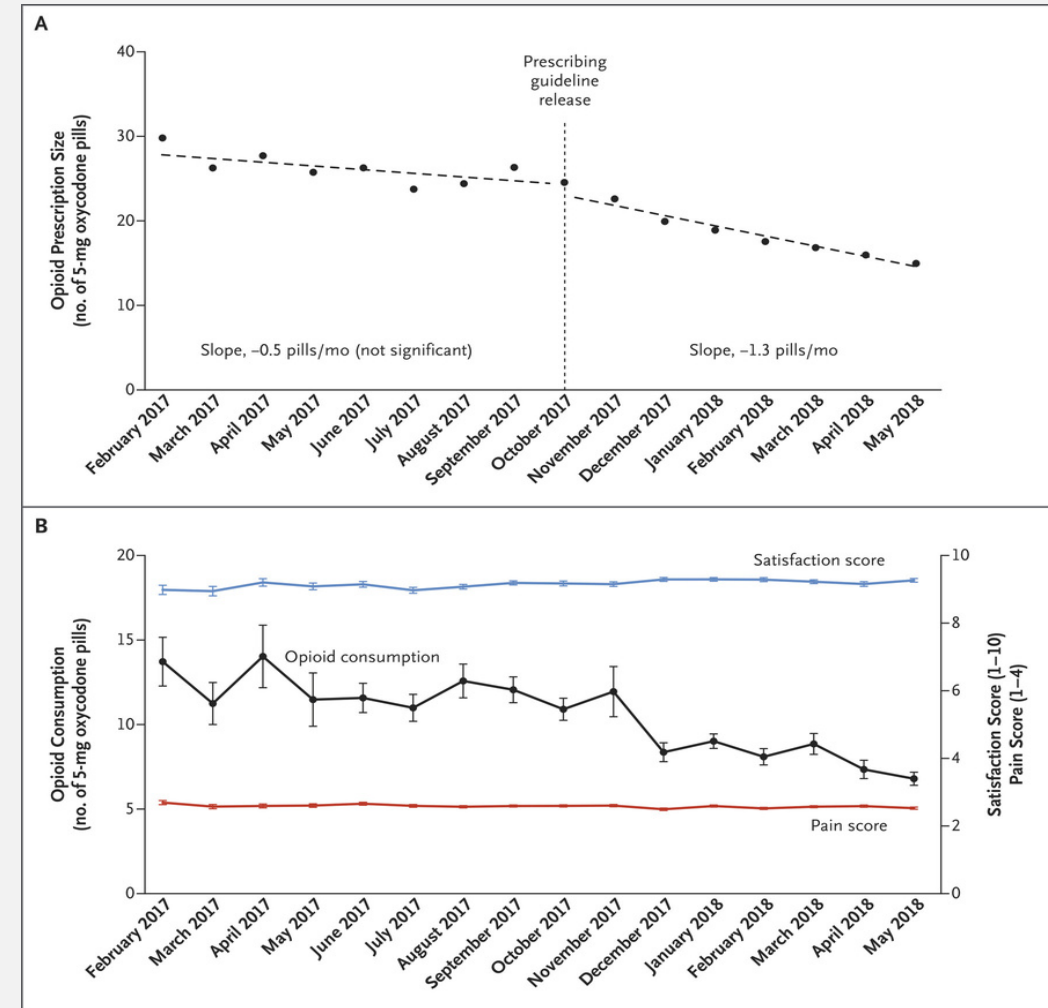 A
Prescribing
guideline
release
Opioid Prescription Size
(no. of 5-mg oxycodone pills)
40
30
20
10
0
Slope, –0.5 pills/mo (not significant)
Slope, –1.3 pills/mo
February 2017
March 2017
April 2017
May 2017
June 2017
July 2017
August 2017
September 2017
October 2017
November 2017
December 2017
January 2018
February 2018
March 2018
April 2018
May 2018
B
Opioid Consumption
(no. of 5-mg oxycodone pills)
20
15
10
5
0
Satisfaction score
Opioid consumption
Pain score
10
8
6
4
2
0
Satisfaction Score (1–10)
Pain Score (1–4)
February 2017
March 2017
April 2017
May 2017
June 2017
July 2017
August 2017
September 2017
October 2017
November 2017
December 2017
January 2018
February 2018
March 2018
April 2018
May 2018